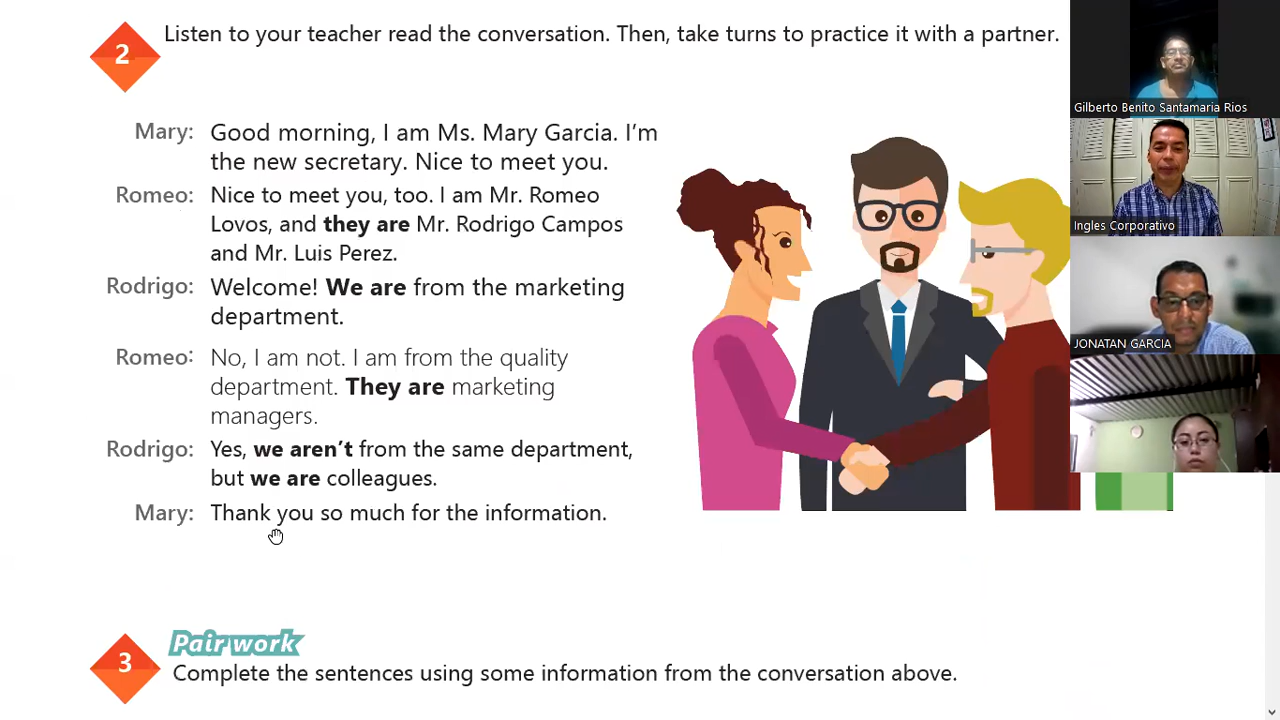 2
Listen to your teacher read the conversation. Then, take turns to practice it with a partner.
Mary: Good morning, I am Ms. Mary Garcia. I’m
the new secretary. Nice to meet you.
Romeo: Nice to meet you, too. I am Mr. Romeo
Lovos, and they are Mr. Rodrigo Campos
and Mr. Luis Perez.
Rodrigo: Welcome! We are from the marketing
department.
Romeo: No, I am not. I am from the quality
department. They are marketing
managers.
Rodrigo: Yes, we aren’t from the same department,
but we are colleagues.
Mary: Thank you so much for the information.
3
Pair work
Complete the sentences using some information from the conversation above.
Gilberto Benito Santamaria Rios
Ingles Corporativo
JONATAN GARCIA